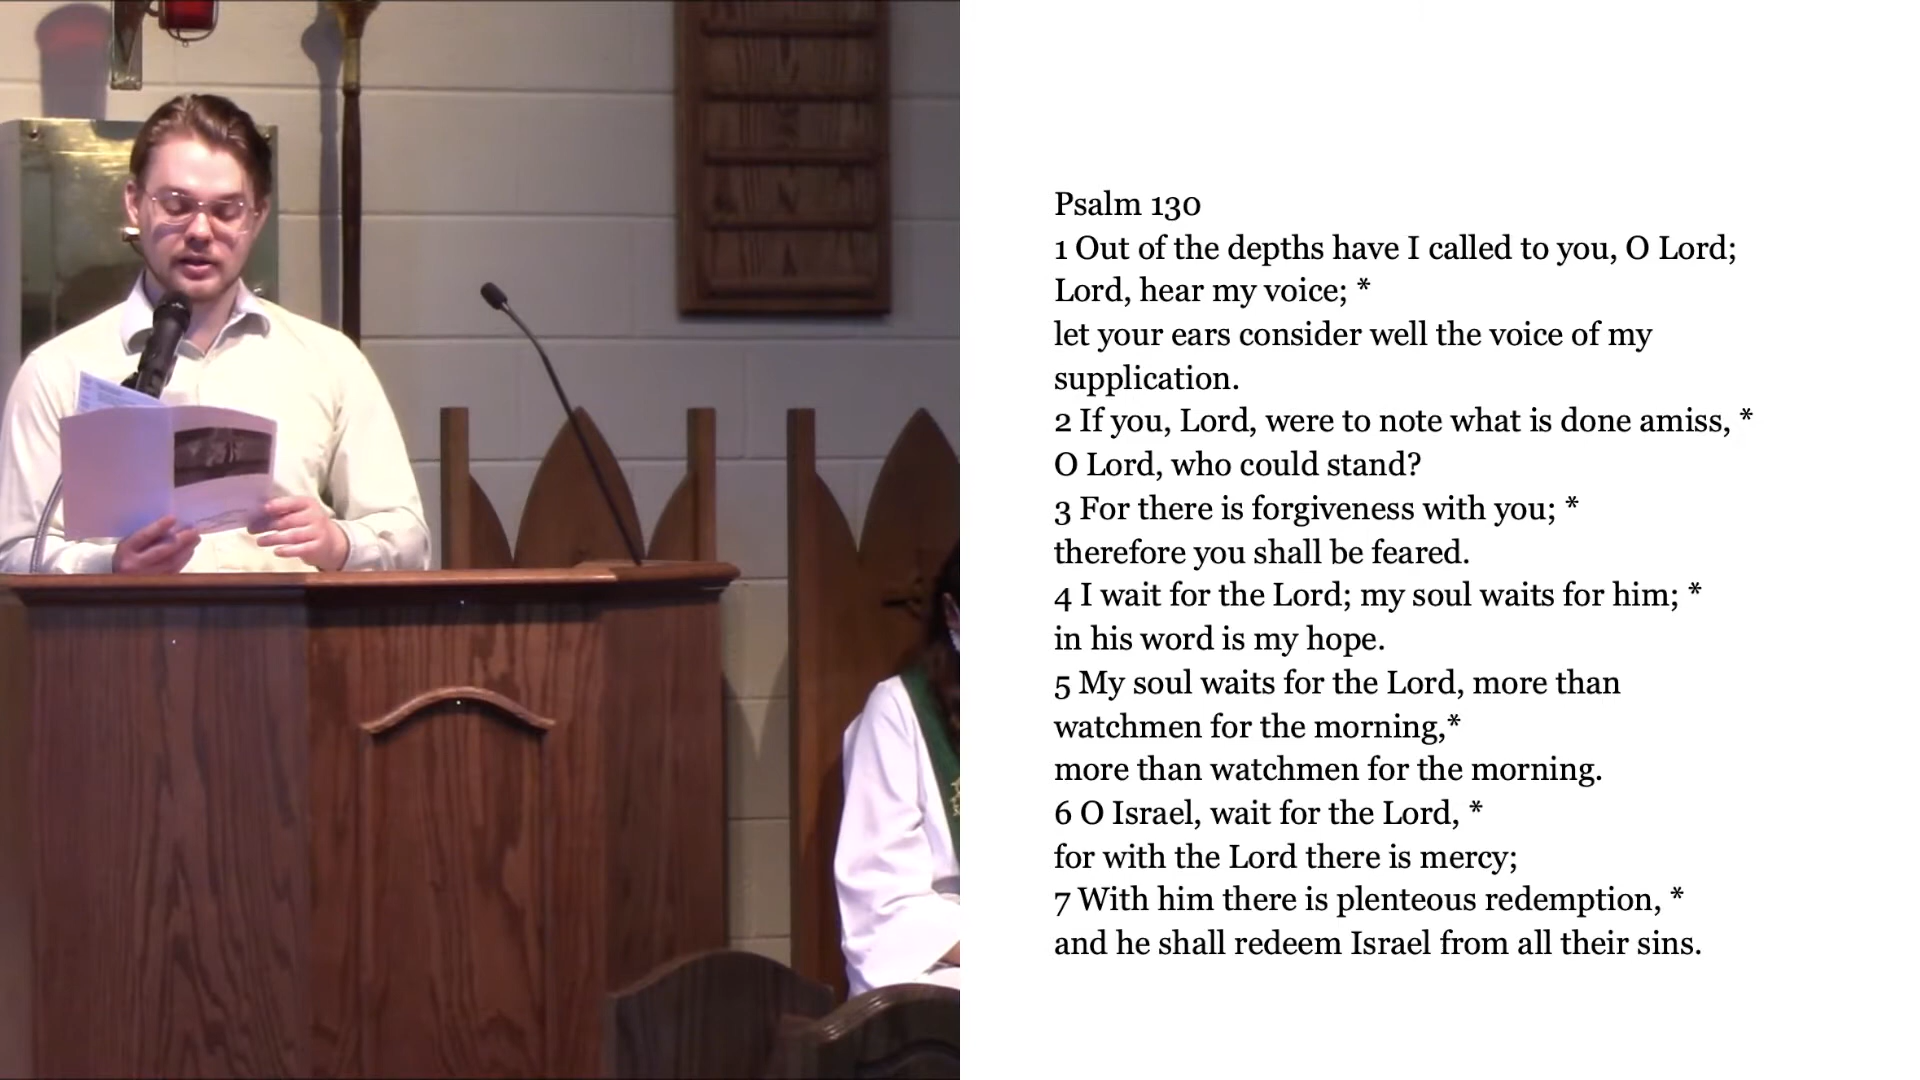 Psalm 130
1 Out of the depths have I called to you, O Lord;
Lord, hear my voice; *
let your ears consider well the voice of my
supplication.
2 If you, Lord, were to note what is done amiss, *
O Lord, who could stand?
3 For there is forgiveness with you; *
therefore you shall be feared.
4 I wait for the Lord; my soul waits for him; *
in his word is my hope.
5 My soul waits for the Lord, more than
watchmen for the morning,*
more than watchmen for the morning.
6 O Israel, wait for the Lord, *
for with the Lord there is mercy;
7 With him there is plenteous redemption, *
and he shall redeem Israel from all their sins.